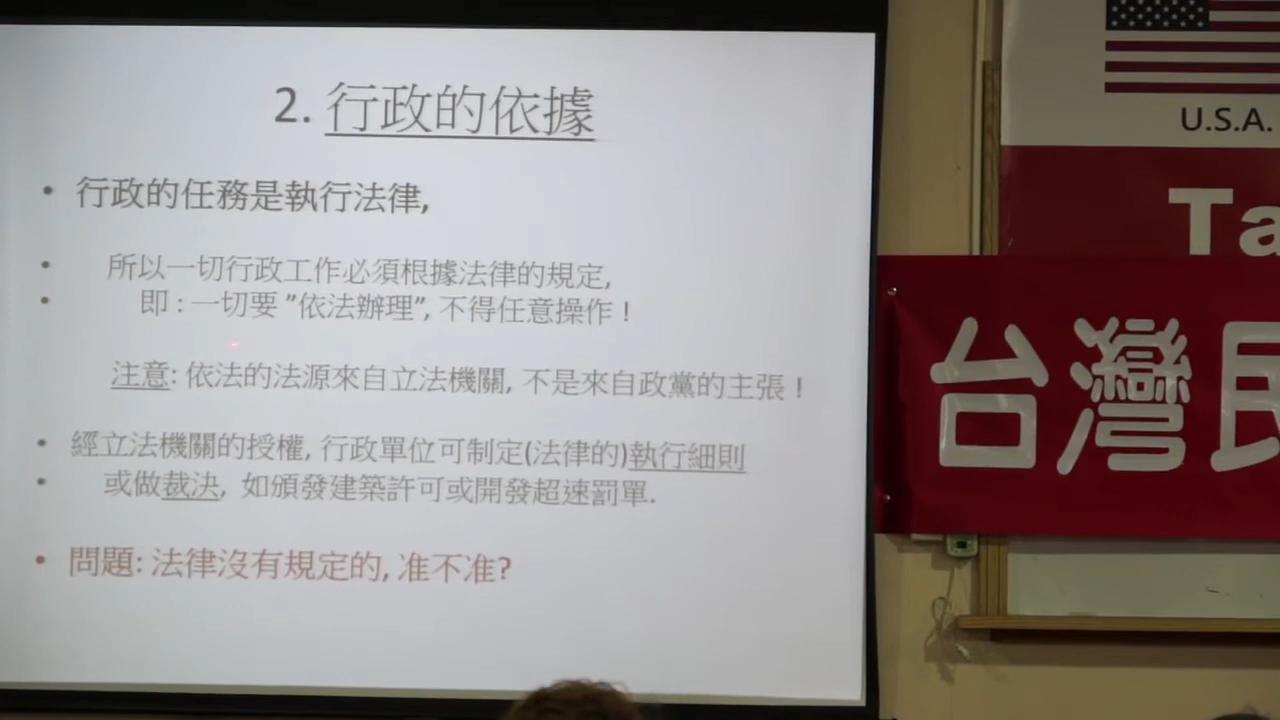 2. 行政的依據
• 行政的任務是執行法律,
• 所以一切行政工作必須根據法律的規定,
• 即 : 一切要 ”依法辦理”, 不得任意操作 !
注意: 依法的法源來自立法機關, 不是來自政黨的主張 !
• 經立法機關的授權, 行政單位可制定(法律的)執行細則
• 或做裁決, 如頒發建築許可或開發超速罰單.
• 問題: 法律沒有規定的, 准不准?
U.S.A.
Ta
台灣民